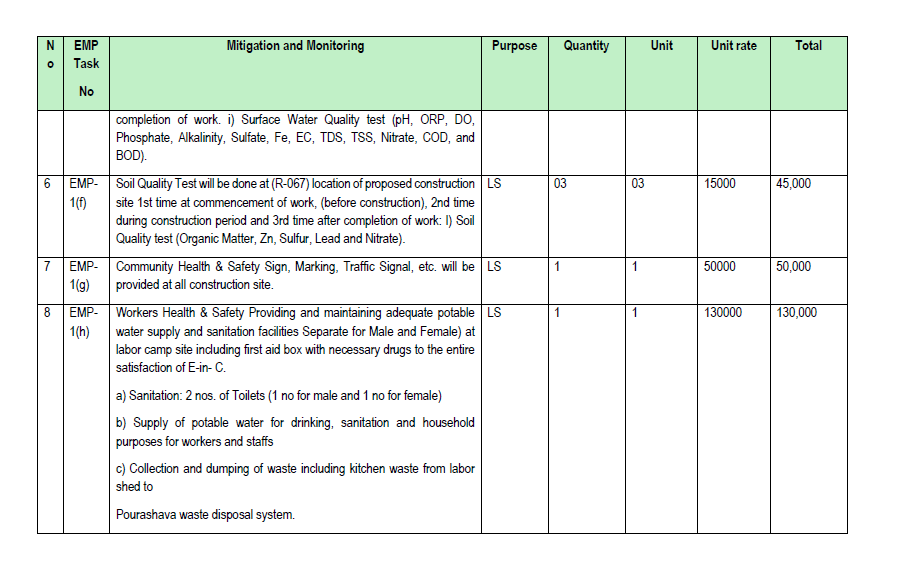 N
o
EMP
Task
No
Mitigation and Monitoring
Purpose
Quantity
Unit
Unit rate
Total
completion of work. i) Surface Water Quality test (pH, ORP, DO,
Phosphate, Alkalinity, Sulfate, Fe, EC, TDS, TSS, Nitrate, COD, and
BOD).
6
EMP-
1(f)
Soil Quality Test will be done at (R-067) location of proposed construction
site 1st time at commencement of work, (before construction), 2nd time
during construction period and 3rd time after completion of work: I) Soil
Quality test (Organic Matter, Zn, Sulfur, Lead and Nitrate).
LS
03
03
15000
45,000
7
EMP-
1(g)
Community Health & Safety Sign, Marking, Traffic Signal, etc. will be
provided at all construction site.
LS
1
1
50000
50,000
8
EMP-
1(h)
Workers Health & Safety Providing and maintaining adequate potable
water supply and sanitation facilities Separate for Male and Female) at
labor camp site including first aid box with necessary drugs to the entire
satisfaction of E-in- C.
a) Sanitation: 2 nos. of Toilets (1 no for male and 1 no for female)
b) Supply of potable water for drinking, sanitation and household
purposes for workers and staffs
c) Collection and dumping of waste including kitchen waste from labor
shed to
Pourashava waste disposal system.
LS
1
1
130000
130,000